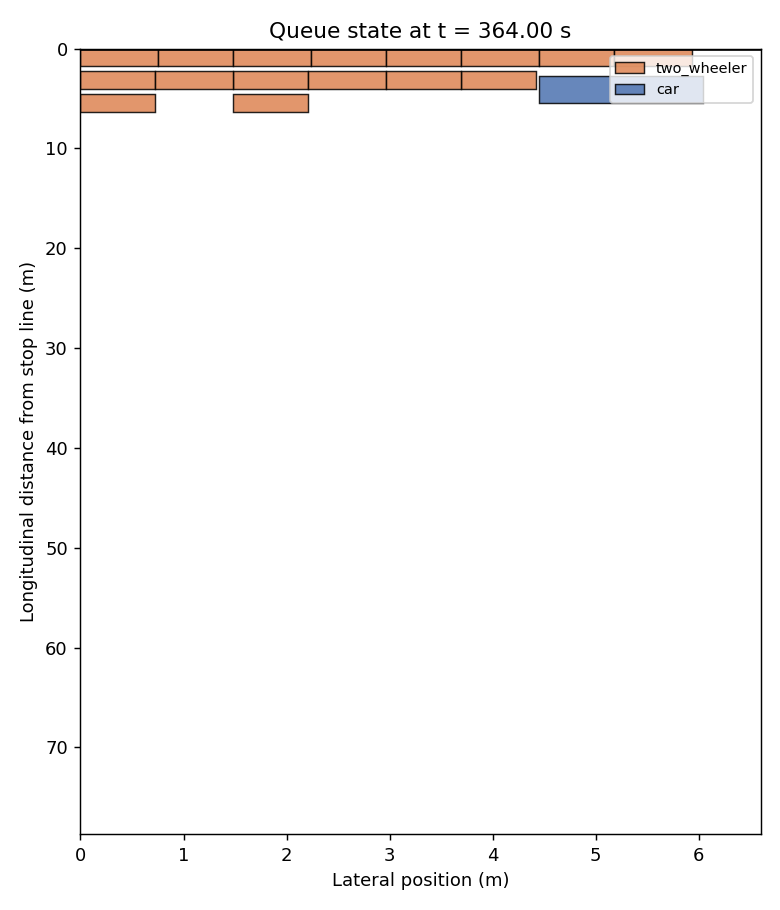 Queue state at t = 364.00 s
two_wheeler
car
0
10
20
30
40
50
60
70
Longitudinal distance from stop line (m)
0 1 2 3 4 5 6
Lateral position (m)